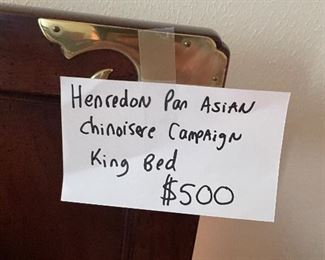 Henredon Pan Asian
Chinoisere Campaign
King Bed
$500